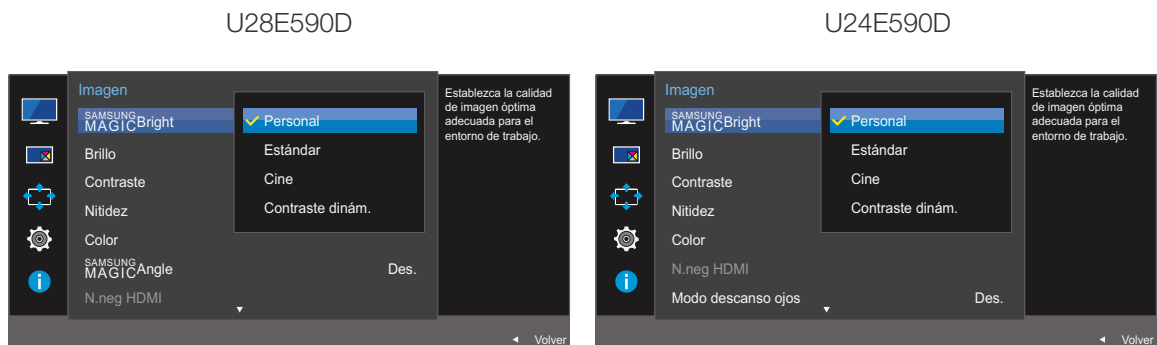 U28E590D
Imagen
SAMSUNG
MAGICBright
Personal
Estándar
Cine
Contraste dinám.
Brillo
Contraste
Nitidez
Color
SAMSUNG
MAGICAngle Des.
N.neg HDMI
Establezca la calidad
de imagen óptima
adecuada para el
entorno de trabajo.
Volver
U24E590D
Imagen
SAMSUNG
MAGICBright
Personal
Estándar
Cine
Contraste dinám.
Brillo
Contraste
Nitidez
Color
N.neg HDMI
Modo descanso ojos Des.
Establezca la calidad
de imagen óptima
adecuada para el
entorno de trabajo.
Volver